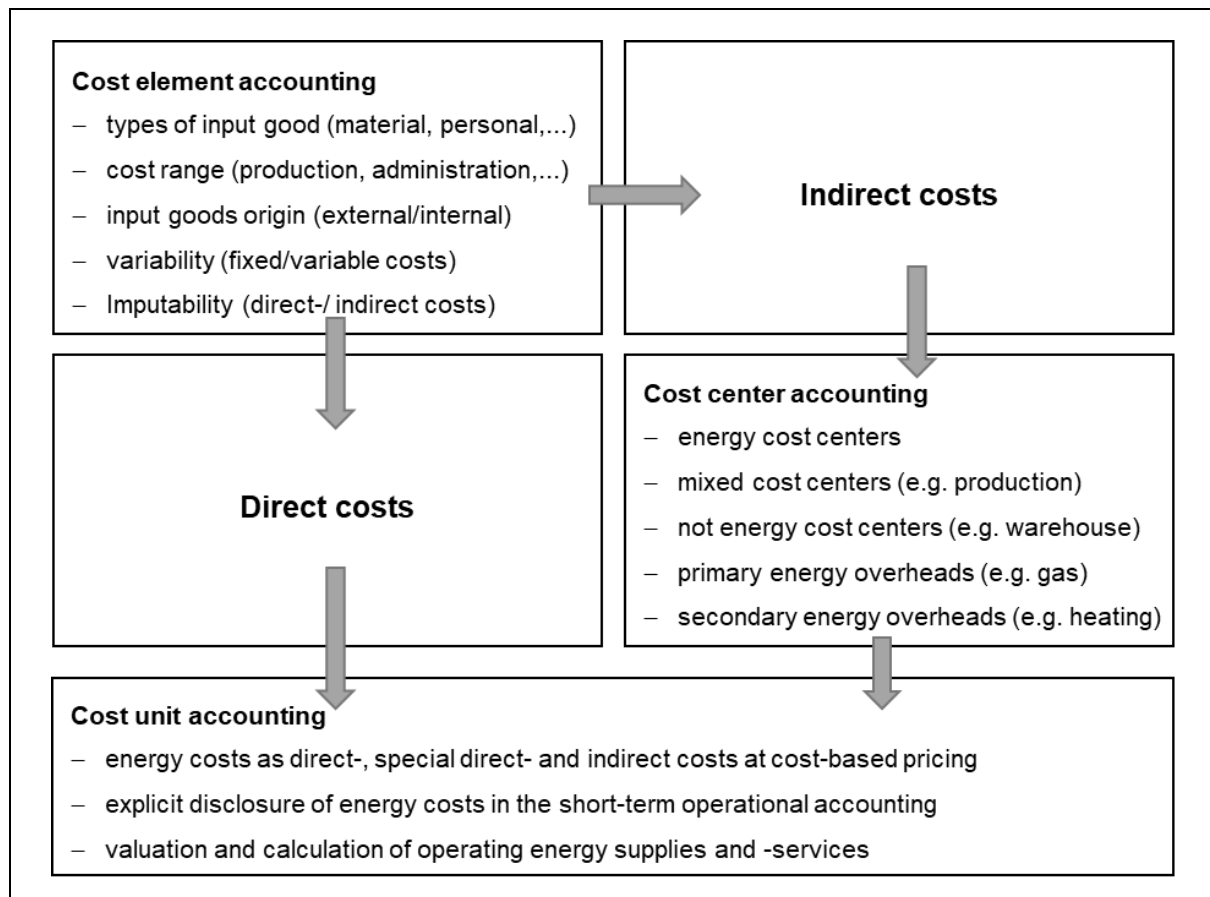 Cost element accounting
– types of input good (material, personal,...)
– cost range (production, administration,...)
– input goods origin (external/internal)
– variability (fixed/variable costs)
– Imputability (direct-/ indirect costs)
Indirect costs
Direct costs
Cost center accounting
– energy cost centers
– mixed cost centers (e.g. production)
– not energy cost centers (e.g. warehouse)
– primary energy overheads (e.g. gas)
– secondary energy overheads (e.g. heating)
Cost unit accounting
– energy costs as direct-, special direct- and indirect costs at cost-based pricing
– explicit disclosure of energy costs in the short-term operational accounting
– valuation and calculation of operating energy supplies and -services